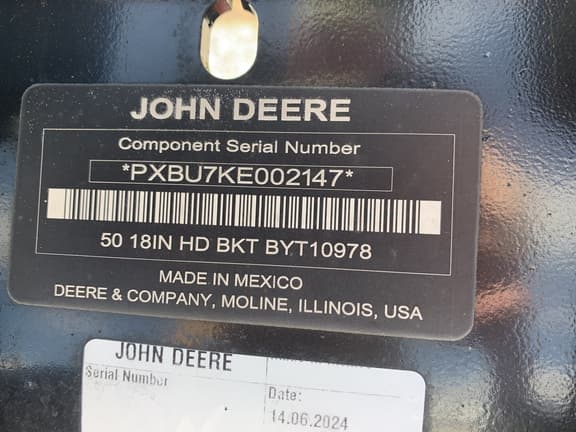 JOHN DEERE
Component Serial Number
*PXBU7KE002147*
50 18IN HD BKT BYT10978
MADE IN MEXICO
DEERE & COMPANY, MOLINE, ILLINOIS, USA
JOHN DEERE
Serial Number
Date:
14.06.2024